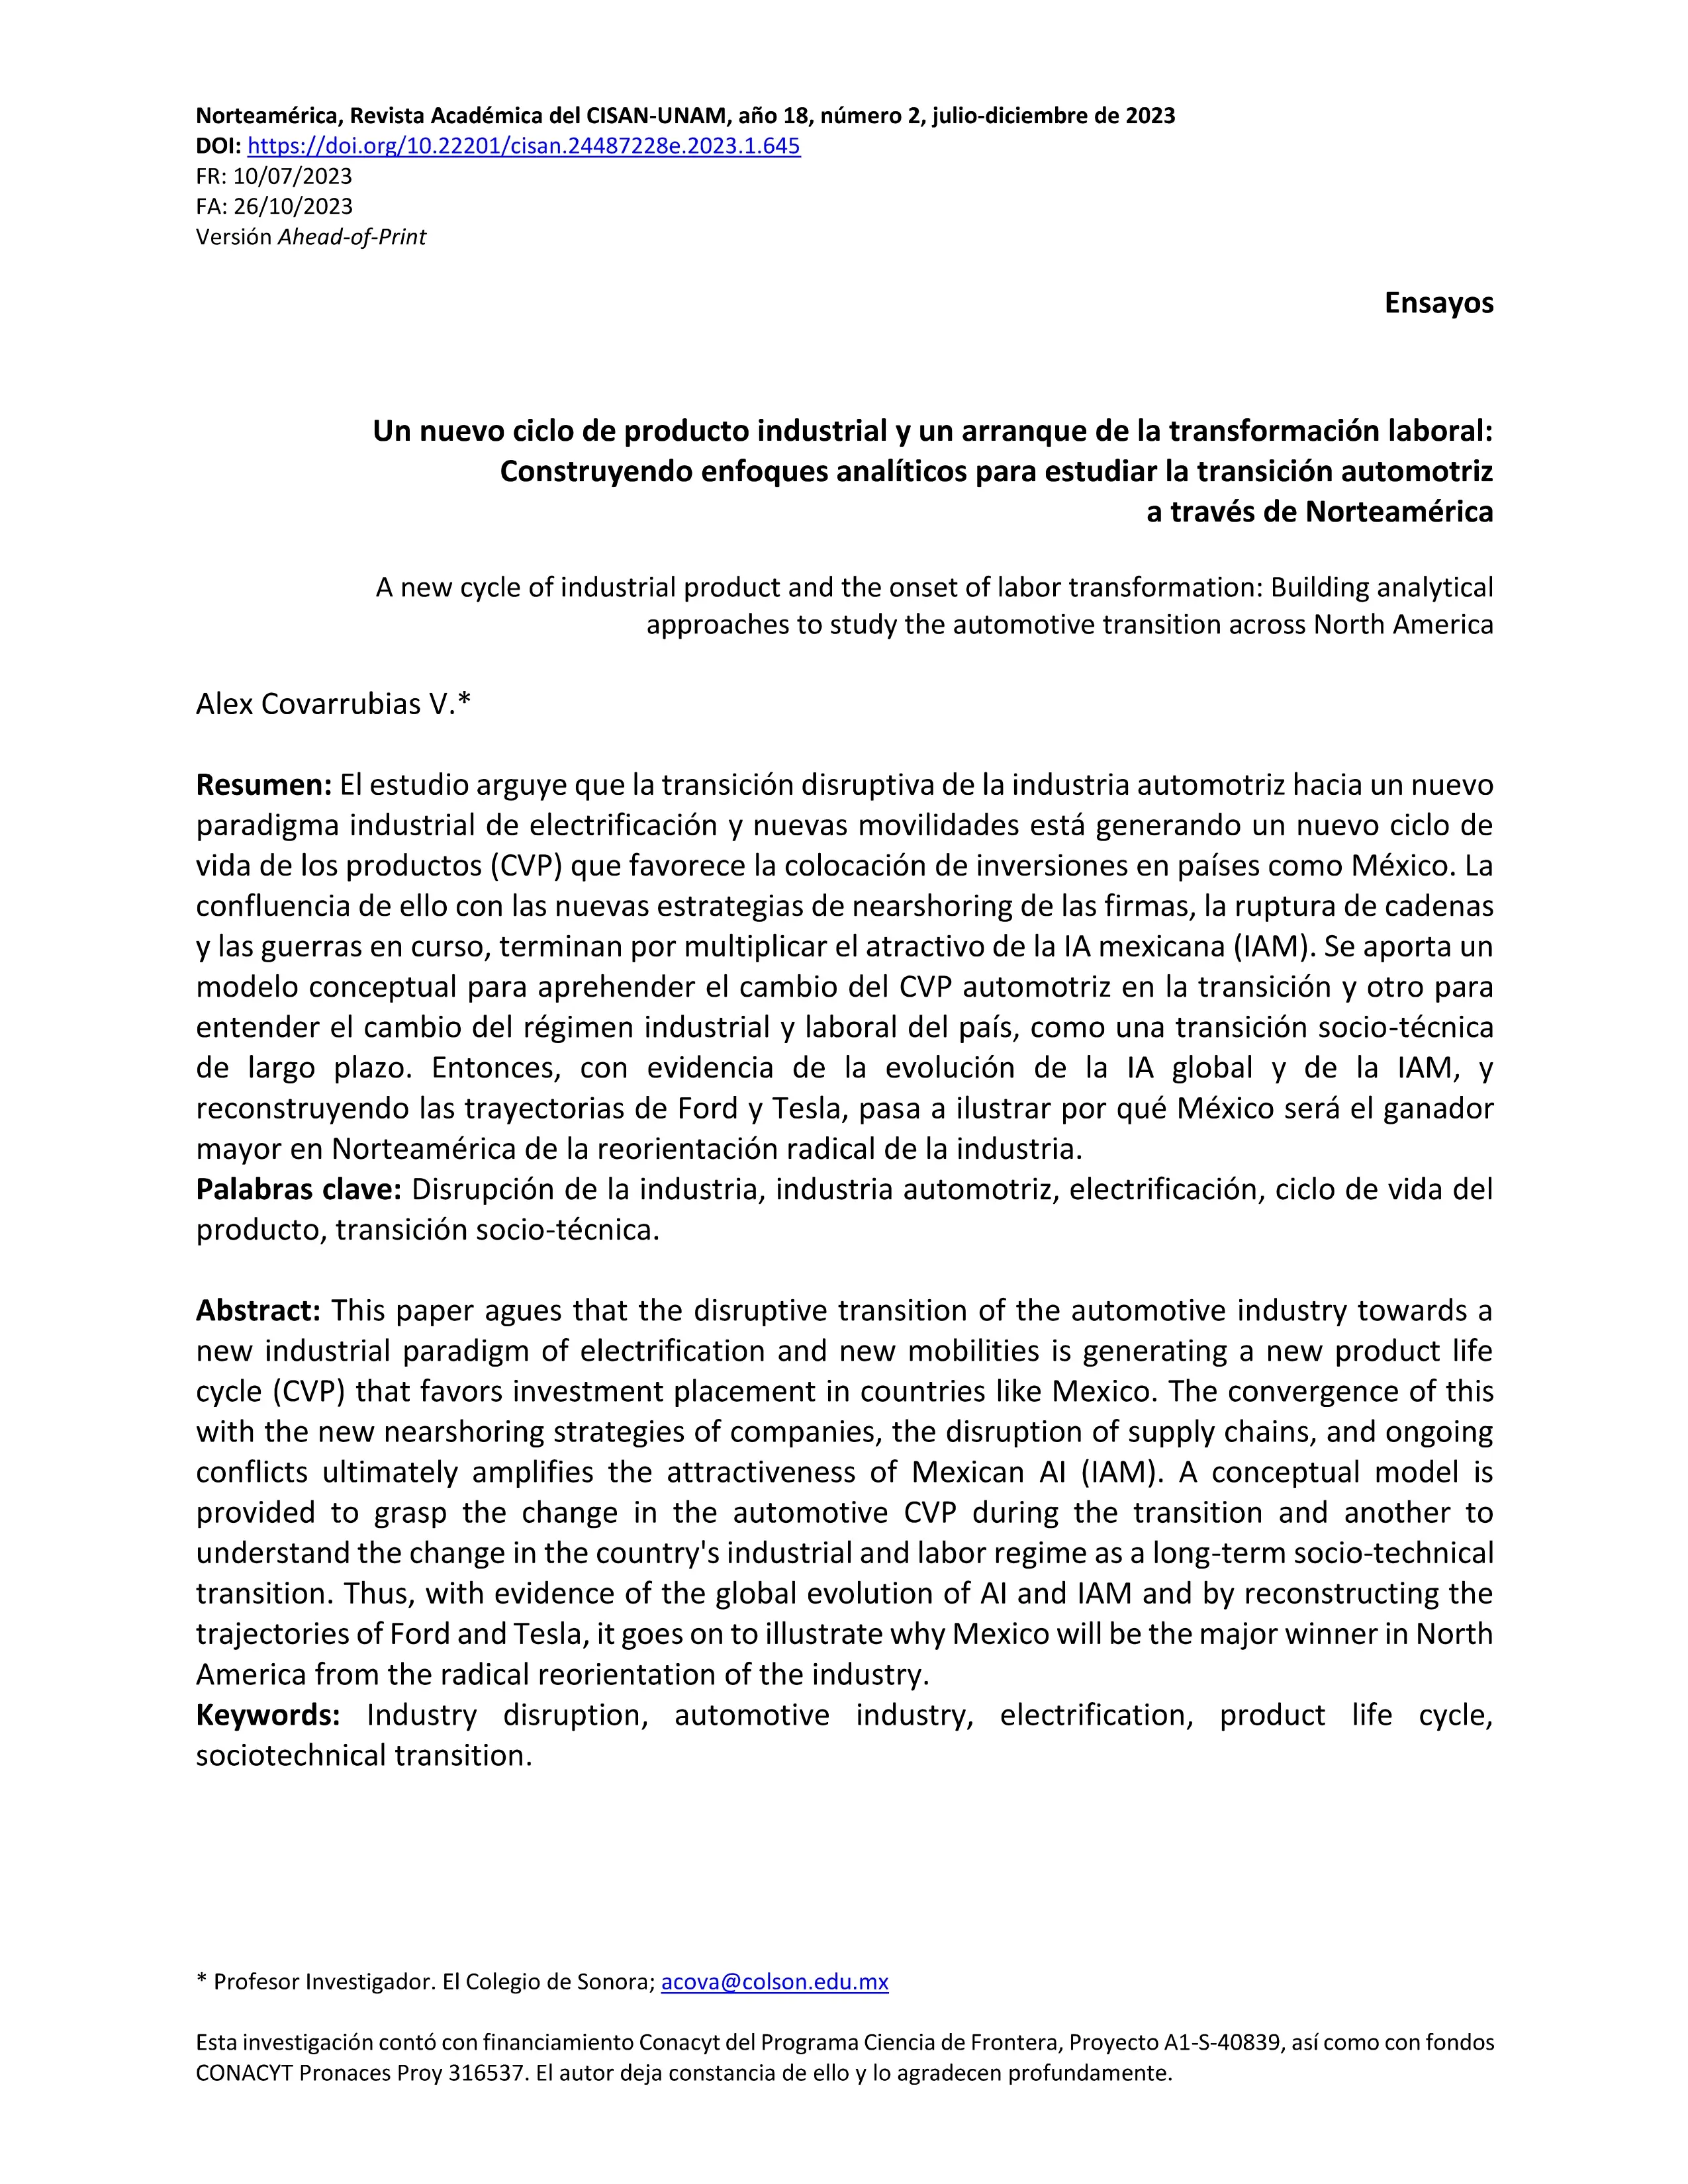 Norteamérica, Revista Académica del CISAN-UNAM, año 18, número 2, julio-diciembre de 2023
DOI: https://doi.org/10.22201/cisan.24487228e.2023.1.645
FR: 10/07/2023
FA: 26/10/2023
Versión Ahead-of-Print
Ensayos
Un nuevo ciclo de producto industrial y un arranque de la transformación laboral:
Construyendo enfoques analíticos para estudiar la transición automotriz
a través de Norteamérica
A new cycle of industrial product and the onset of labor transformation: Building analytical
approaches to study the automotive transition across North America
Alex Covarrubias V.*
Resumen: El estudio arguye que la transición disruptiva de la industria automotriz hacia un nuevo
paradigma industrial de electrificación y nuevas movilidades está generando un nuevo ciclo de
vida de los productos (CVP) que favorece la colocación de inversiones en países como México. La
confluencia de ello con las nuevas estrategias de nearshoring de las firmas, la ruptura de cadenas
y las guerras en curso, terminan por multiplicar el atractivo de la IA mexicana (IAM). Se aporta un
modelo conceptual para aprehender el cambio del CVP automotriz en la transición y otro para
entender el cambio del régimen industrial y laboral del país, como una transición socio-técnica
de largo plazo. Entonces, con evidencia de la evolución de la IA global y de la IAM, y
reconstruyendo las trayectorias de Ford y Tesla, pasa a ilustrar por qué México será el ganador
mayor en Norteamérica de la reorientación radical de la industria.
Palabras clave: Disrupción de la industria, industria automotriz, electrificación, ciclo de vida del
producto, transición socio-técnica.
Abstract: This paper agues that the disruptive transition of the automotive industry towards a
new industrial paradigm of electrification and new mobilities is generating a new product life
cycle (CVP) that favors investment placement in countries like Mexico. The convergence of this
with the new nearshoring strategies of companies, the disruption of supply chains, and ongoing
conflicts ultimately amplifies the attractiveness of Mexican AI (IAM). A conceptual model is
provided to grasp the change in the automotive CVP during the transition and another to
understand the change in the country's industrial and labor regime as a long-term socio-technical
transition. Thus, with evidence of the global evolution of AI and IAM and by reconstructing the
trajectories of Ford and Tesla, it goes on to illustrate why Mexico will be the major winner in North
America from the radical reorientation of the industry.
Keywords: Industry disruption, automotive industry, electrification, product life cycle,
sociotechnical transition.
* Profesor Investigador. El Colegio de Sonora; acova@colson.edu.mx
Esta investigación contó con financiamiento Conacyt del Programa Ciencia de Frontera, Proyecto A1-S-40839, así como con fondos
CONACYT Pronaces Proy 316537. El autor deja constancia de ello y lo agradecen profundamente.